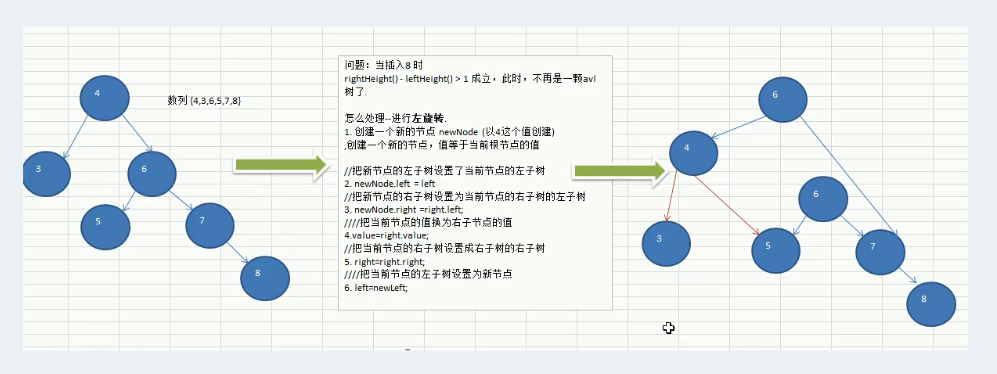 4
数列 {4,3,6,5,7,8}
3
6
5
7
8
问题：当插入8 时
rightHeight() - leftHeight() > 1 成立，此时，不再是一颗avl
树了.
怎么处理--进行左旋转.
1. 创建一个新的节点 newNode (以4这个值创建)
,创建一个新的节点，值等于当前根节点的值
//把新节点的左子树设置了当前节点的左子树
2. newNode.left = left
//把新节点的右子树设置为当前节点的右子树的左子树
3. newNode.right =right.left;
////把当前节点的值换为右子节点的值
4.value=right.value;
//把当前节点的右子树设置成右子树的右子树
5. right=right.right;
////把当前节点的左子树设置为新节点
6. left=newLeft;
6
4
6
3
5
7
8